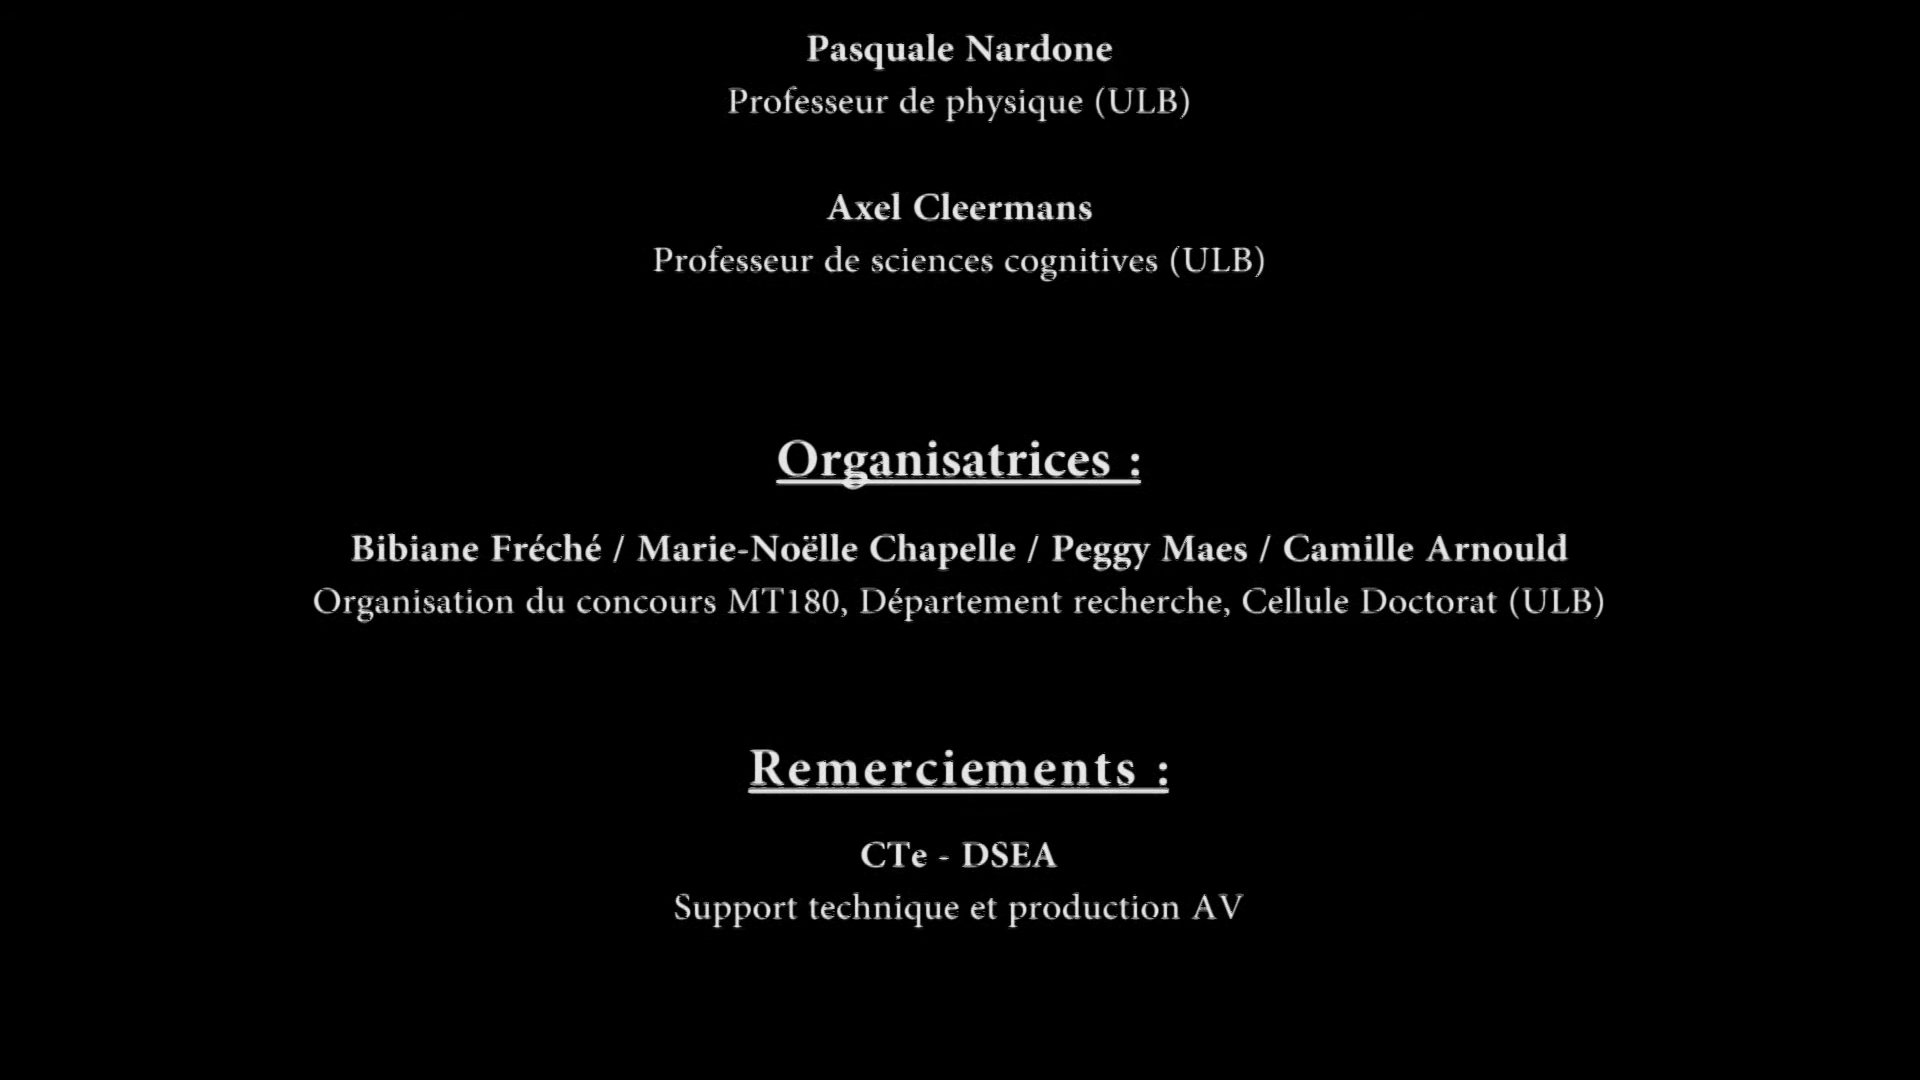 Pasquale Nardone
Professeur de physique (ULB)
Axel Cleermans
Professeur de sciences cognitives (ULB)
Organisatrices :
Bibiane Fréché / Marie-Noëlle Chapelle / Peggy Maes / Camille Arnould
Organisation du concours MT180, Département recherche, Cellule Doctorat (ULB)
Remerciements :
CTe - DSEA
Support technique et production AV